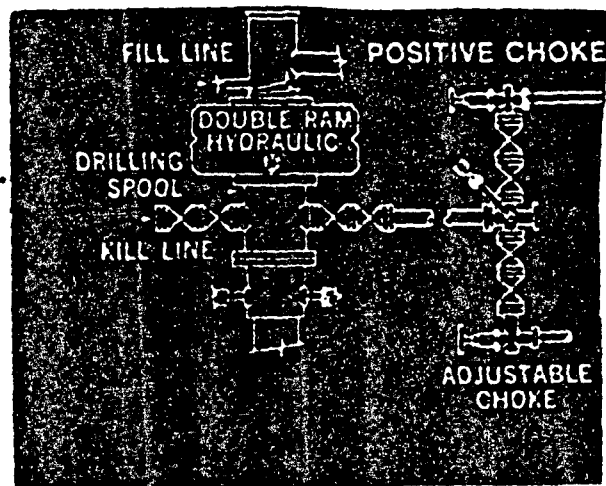 FILL LINE
POSITIVE CHOKE
DOUBLE RAM
HYDRAULIC
DRILLING
SPOOL
KILL LINE
ADJUSTABLE
CHOKE